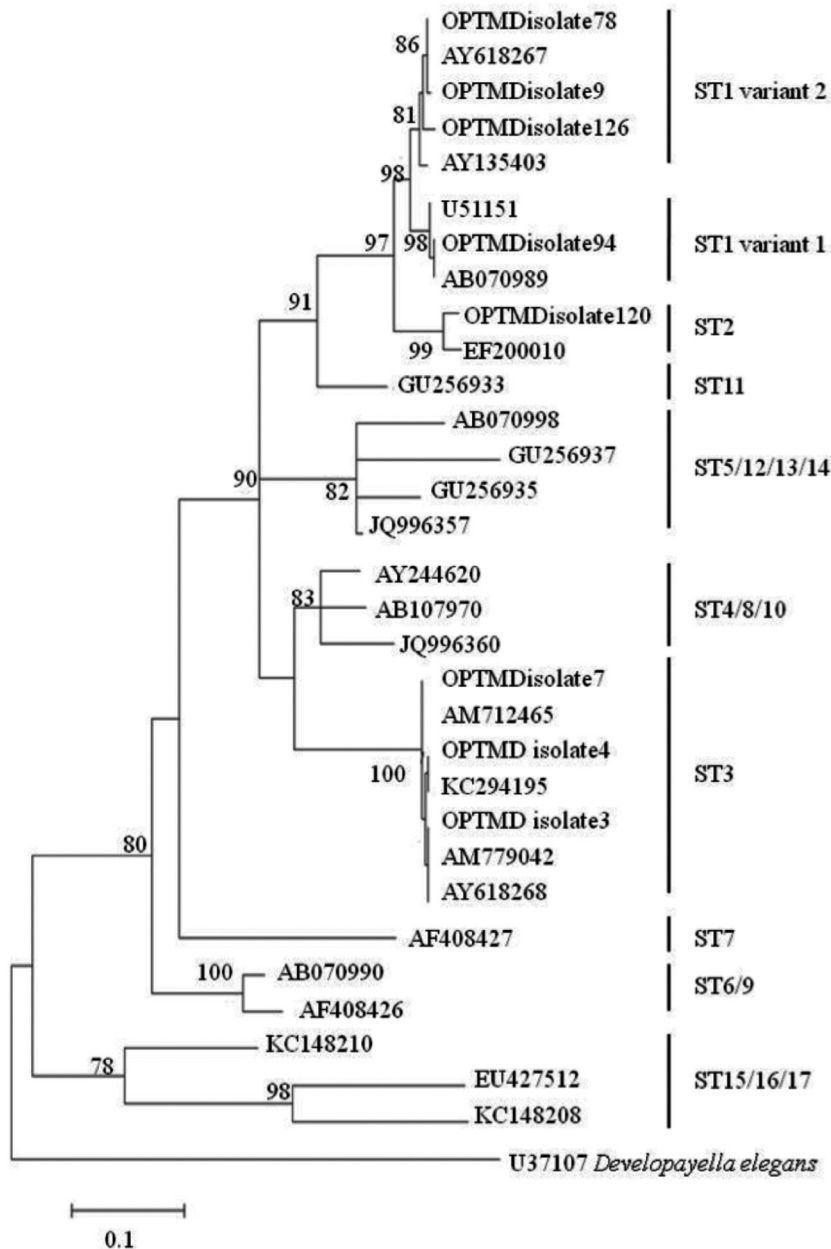 OPTMDisolate78
86
AY618267
OPTMDisolate9
ST1 variant 2
81
OPTMDisolate126
AY135403
98
U51151
97
98
OPTMDisolate94
ST1 variant 1
AB070989
91
OPTMDisolate120
ST2
99
EF200010
GU256933
ST11
AB070998
GU256937
ST5/12/13/14
90
82
GU256935
JQ996357
AY244620
83
AB107970
ST4/8/10
JQ996360
OPTMDisolate7
AM712465
OPTMD isolate4
100
KC294195
ST3
OPTMD isolate3
80
AM779042
AY618268
AF408427
ST7
100
AB070990
ST6/9
AF408426
KC148210
78
EU427512
ST15/16/17
98
KC148208
U37107 Developayella elegans
0.1